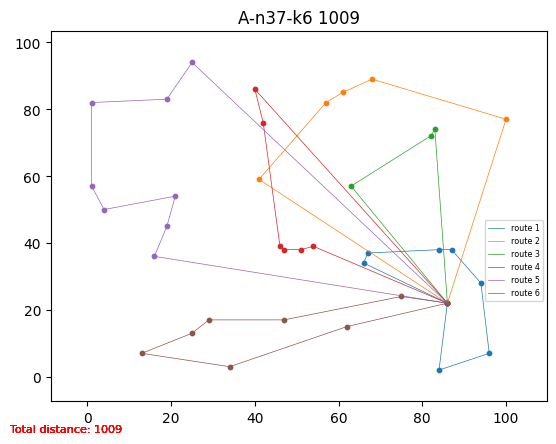 A-n37-k6 1009
100
80
60
40
20
0
route 1
route 2
route 3
route 4
route 5
route 6
0 20 40 60 80 100
Total distance: 1009